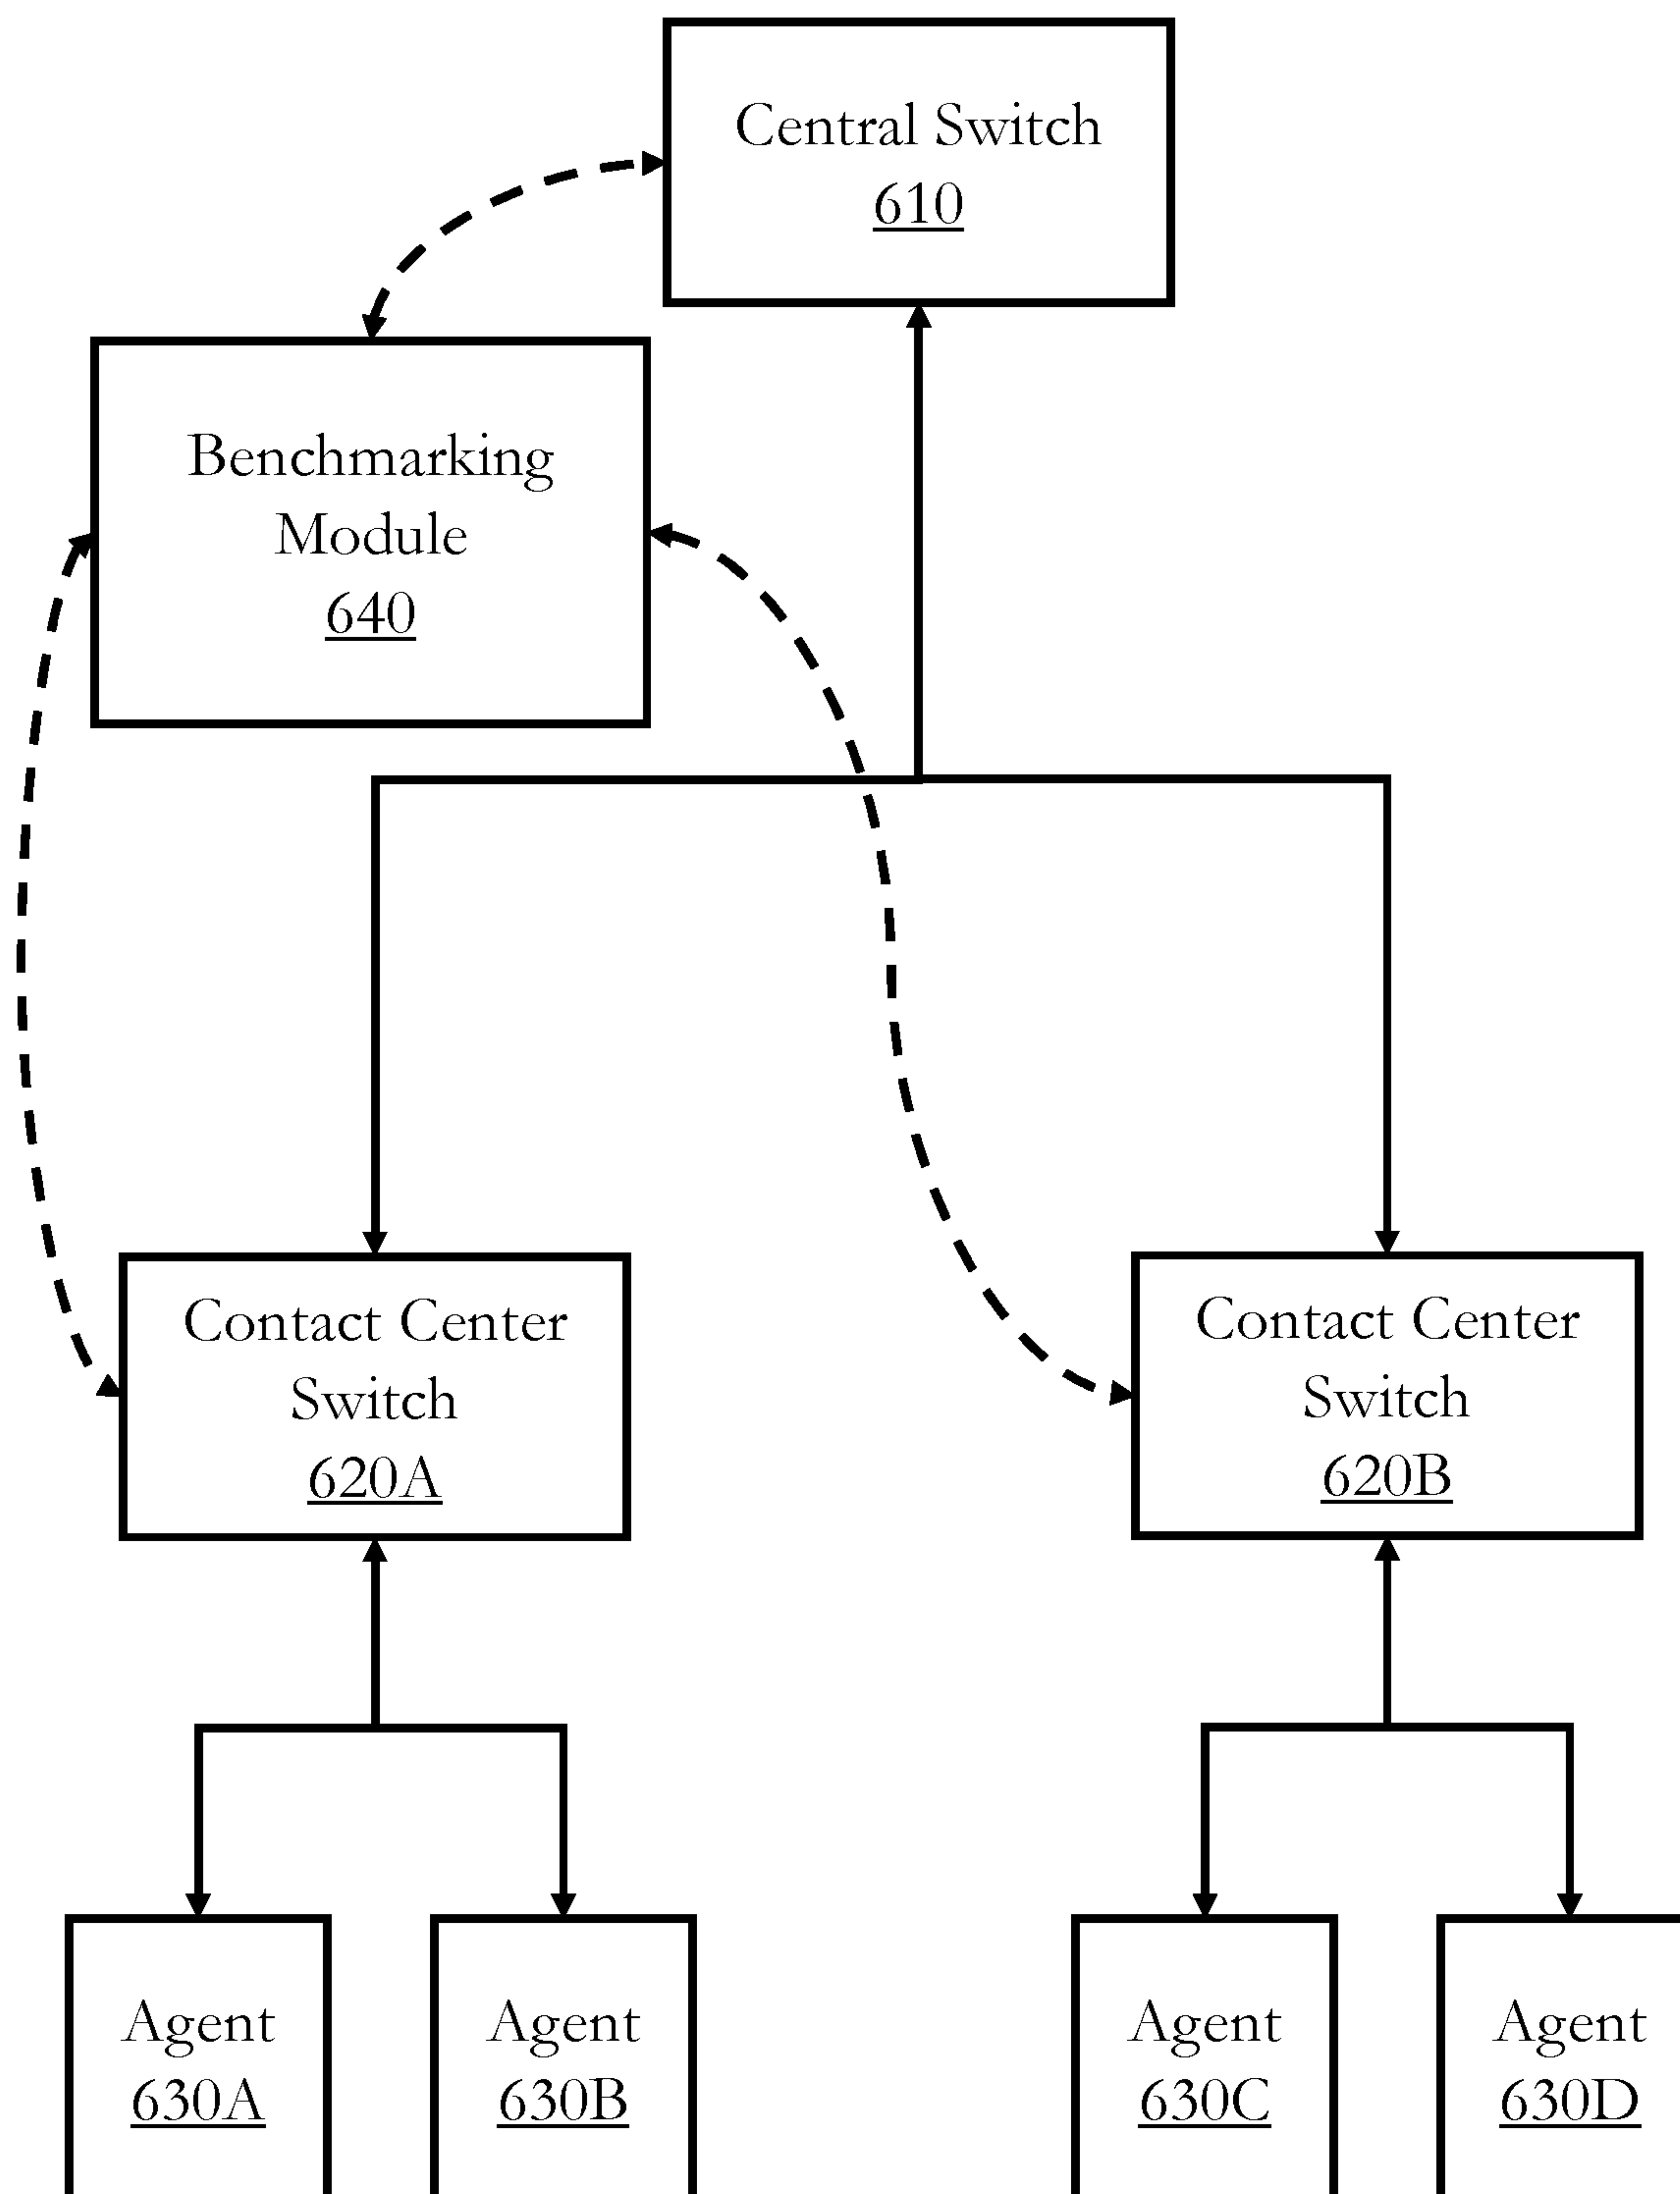 Central Switch
610
Benchmarking
Module
640
Contact Center
Switch
620A
Contact Center
Switch
620B
Agent
630A
Agent
630B
Agent
630C
Agent
630D